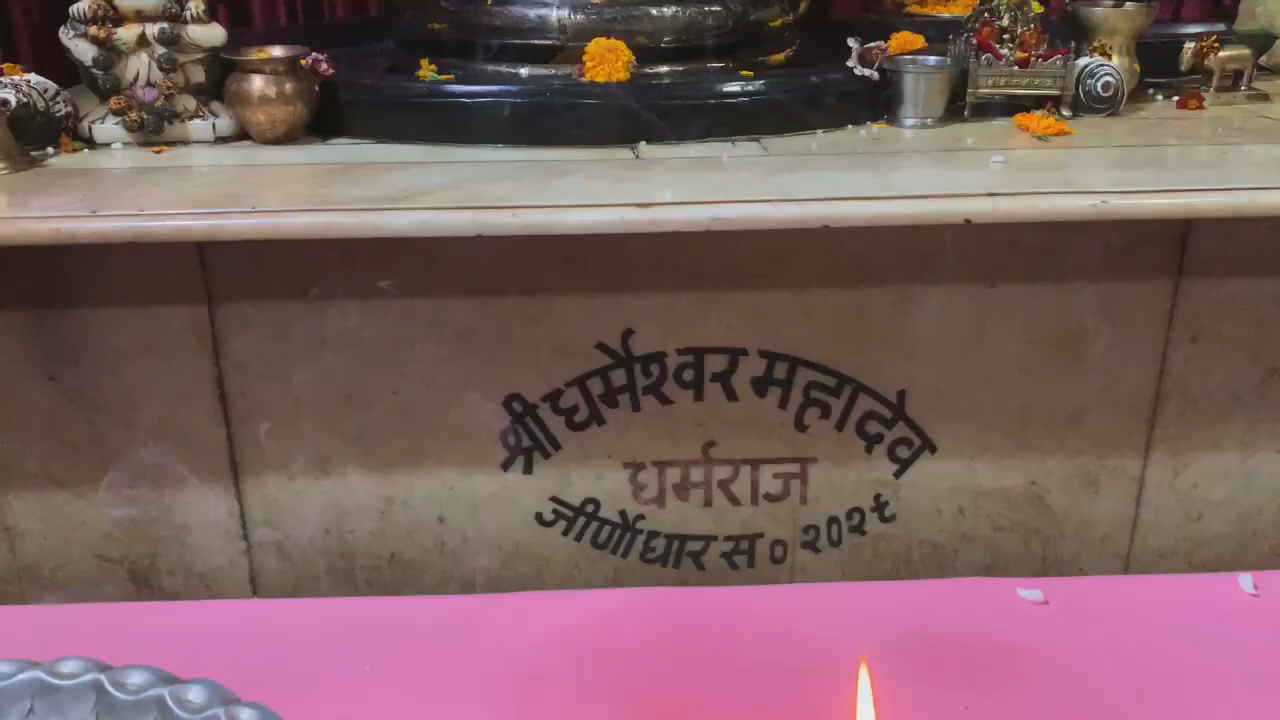 श्री धर्मेश्वर महादेव
धर्मराज
जीर्णोधार स० २०२९